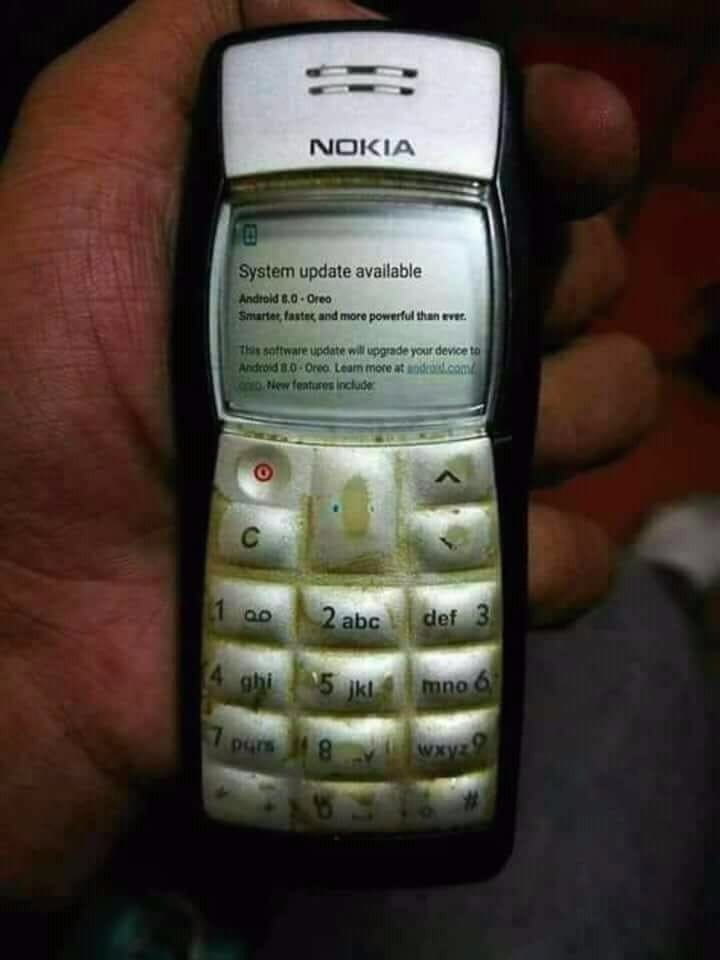 NOKIA
System update available
Android 8.0 - Oreo
Smarter, faster, and more powerful than ever.
This software update will upgrade your device to
Android 8.0 - Oreo. Learn more at android.com/
oreo. New features include:
C
1
2 abc
def 3
4 ghi
5 jkl
mno 6
7 pqrs
8
wxyz 9
#